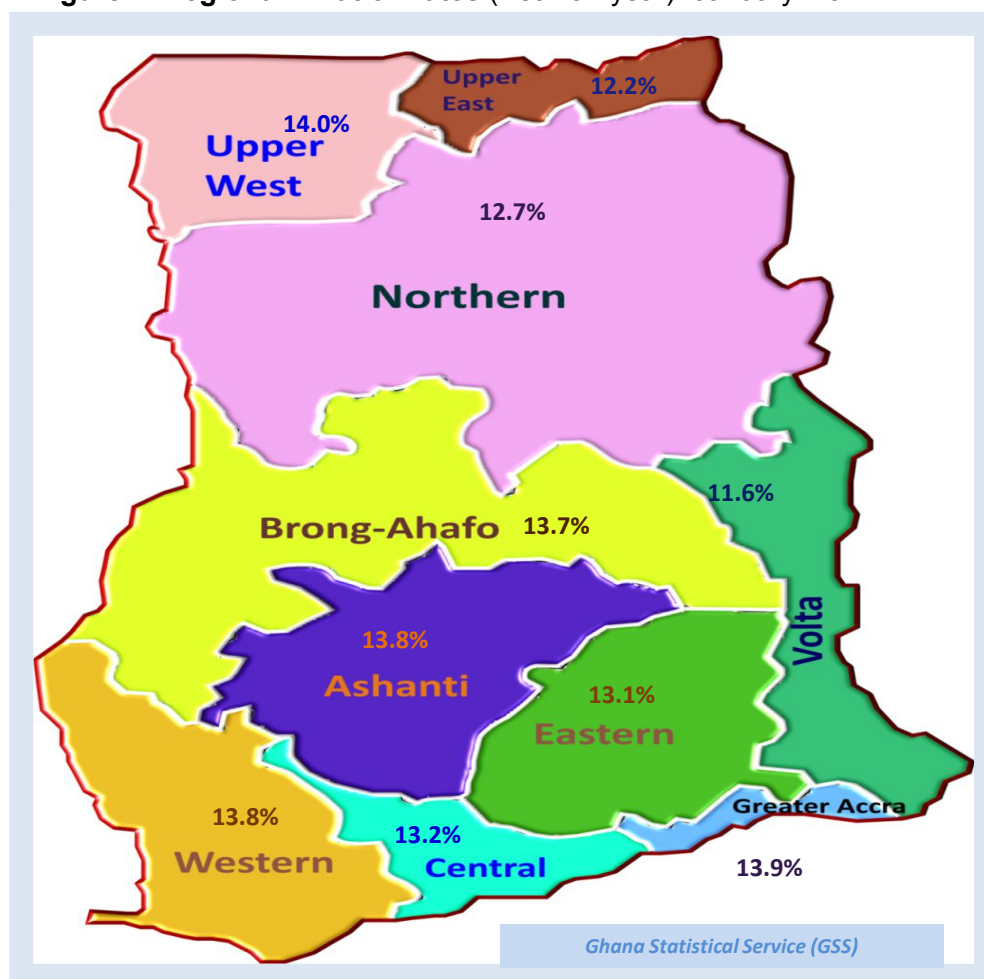 Upper
East
12.2%
14.0%
Upper
West
12.7%
Northern
11.6%
Brong-Ahafo 13.7%
Volta
13.8%
Ashanti
13.1%
Eastern
Greater Accra
13.8%
Western
13.2%
Central
13.9%
Ghana Statistical Service (GSS)